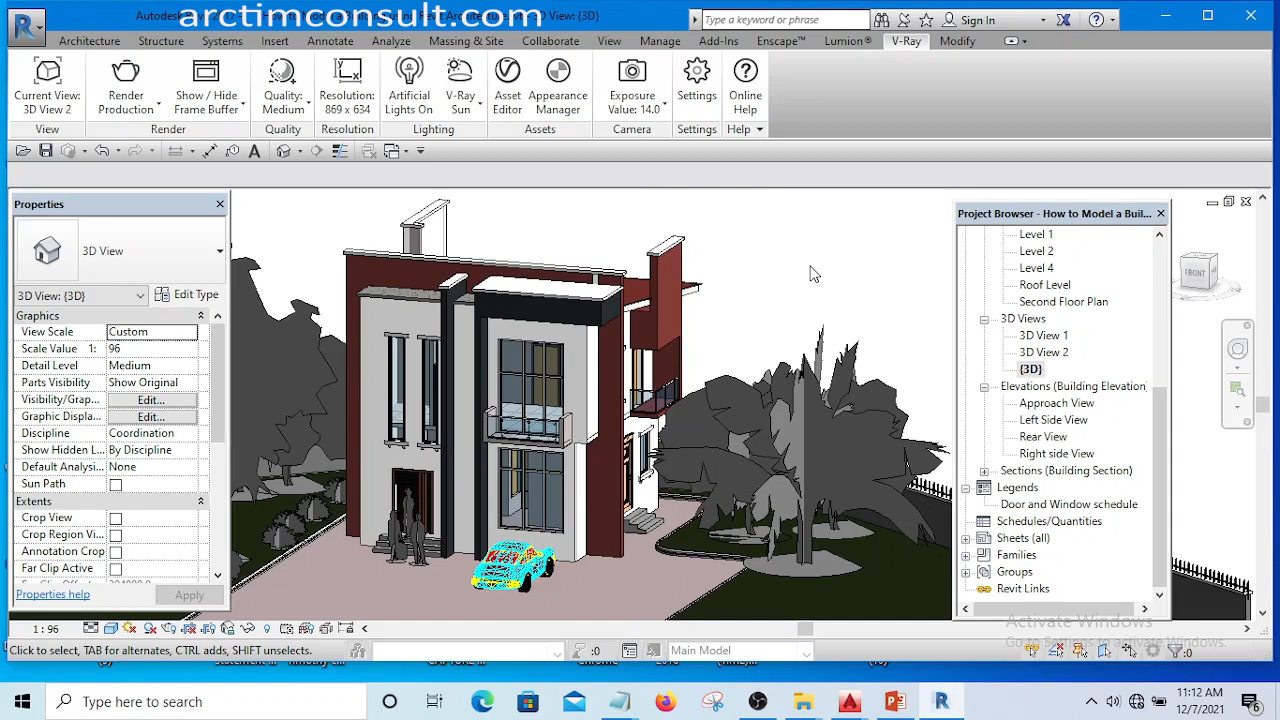 arctimconsult.com
Type a keyword or phrase
Sign In
Architecture Structure Systems Insert Annotate Analyze Massing & Site Collaborate View Manage Add-Ins Enscape™ Lumion® V-Ray Modify
Current View: 3D View 2
Render Production
Show / Hide Frame Buffer
Quality: Medium
Resolution: 869 x 634
Artificial Lights On
V-Ray Sun
Asset Editor
Appearance Manager
Exposure Value: 14.0
Settings
Online Help
View Render Quality Resolution Lighting Assets Camera Settings Help
Properties
3D View
3D View: {3D}
Edit Type
Graphics
View Scale Custom
Scale Value 1: 96
Detail Level Medium
Parts Visibility Show Original
Visibility/Grap... Edit...
Graphic Displa... Edit...
Discipline Coordination
Show Hidden L... By Discipline
Default Analysi... None
Sun Path
Extents
Crop View
Crop Region Vi...
Annotation Crop
Far Clip Active
Properties help
Apply
Project Browser - How to Model a Buil...
Level 1
Level 2
Level 4
Roof Level
Second Floor Plan
3D Views
3D View 1
3D View 2
{3D}
Elevations (Building Elevation)
Approach View
Left Side View
Rear View
Right side View
Sections (Building Section)
Legends
Door and Window schedule
Schedules/Quantities
Sheets (all)
Families
Groups
Revit Links
FRONT
Activate Windows
Go to Settings to activate Windows.
1 : 96
Click to select, TAB for alternates, CTRL adds, SHIFT unselects.
:0
Main Model
:0
Type here to search
11:12 AM
12/7/2021
6